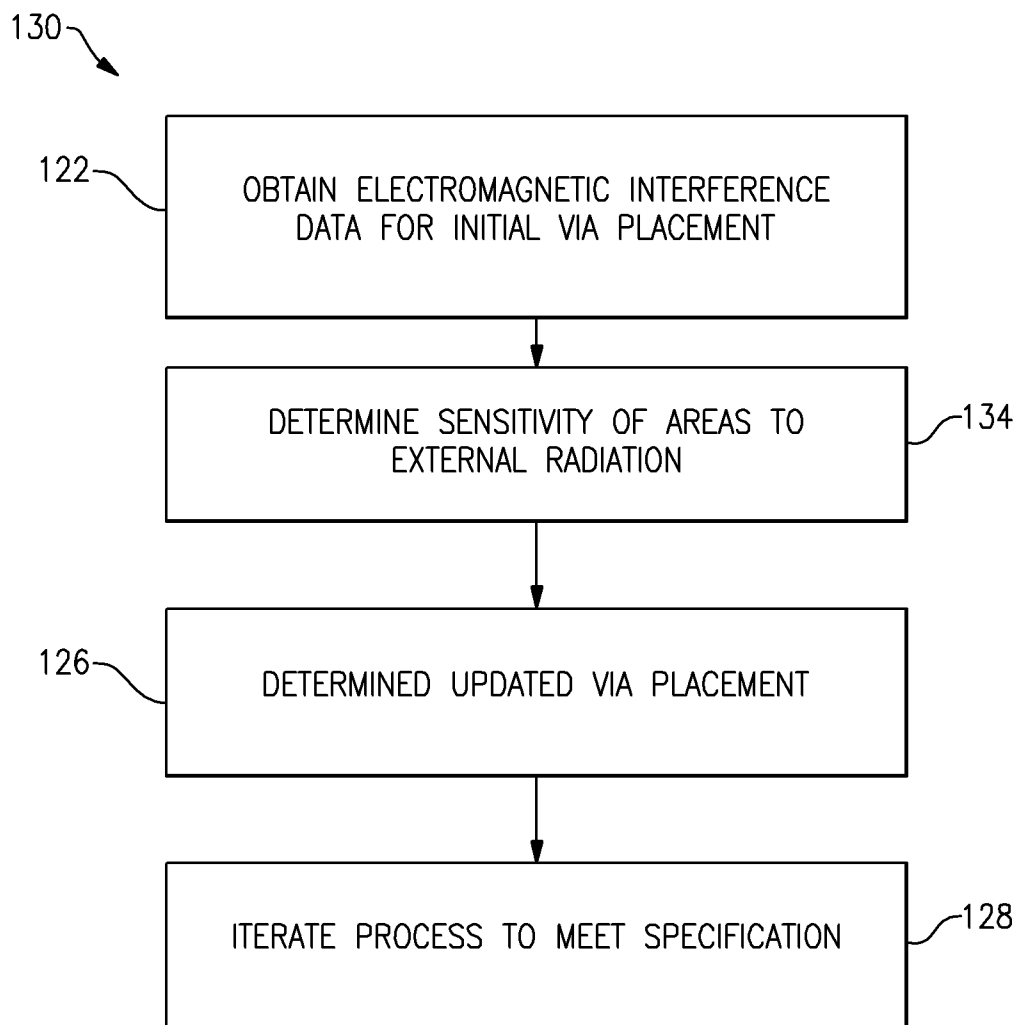 130
122
OBTAIN ELECTROMAGNETIC INTERFERENCE
DATA FOR INITIAL VIA PLACEMENT
DETERMINE SENSITIVITY OF AREAS TO
EXTERNAL RADIATION
134
126
DETERMINED UPDATED VIA PLACEMENT
ITERATE PROCESS TO MEET SPECIFICATION
128